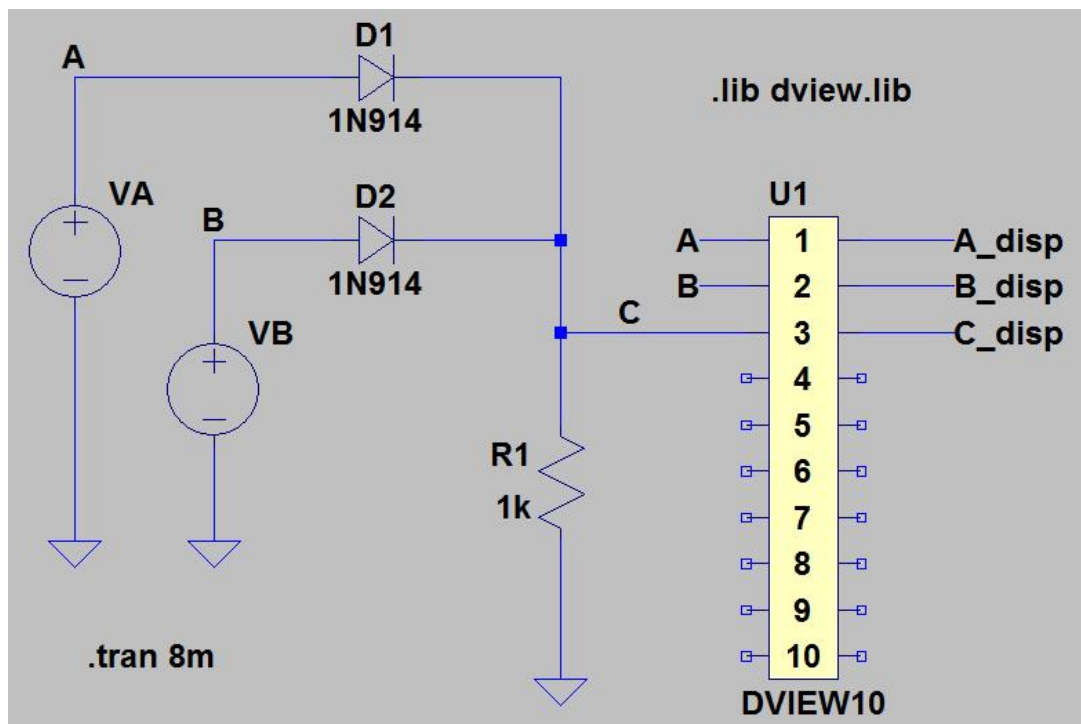 D1
A
1N914
.lib dview.lib
VA
D2
U1
B
1N914
A 1 A_disp
B 2 B_disp
VB
C 3 C_disp
4
5
R1
6
1k
7
8
9
.tran 8m
10
DVIEW10